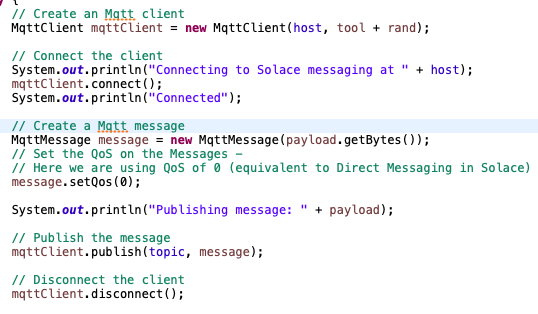 // Create an Mqtt client
MqttClient mqttClient = new MqttClient(host, tool + rand);
// Connect the client
System.out.println("Connecting to Solace messaging at " + host);
mqttClient.connect();
System.out.println("Connected");
// Create a Mqtt message
MqttMessage message = new MqttMessage(payload.getBytes());
// Set the QoS on the Messages -
// Here we are using QoS of 0 (equivalent to Direct Messaging in Solace)
message.setQos(0);
System.out.println("Publishing message: " + payload);
// Publish the message
mqttClient.publish(topic, message);
// Disconnect the client
mqttClient.disconnect();